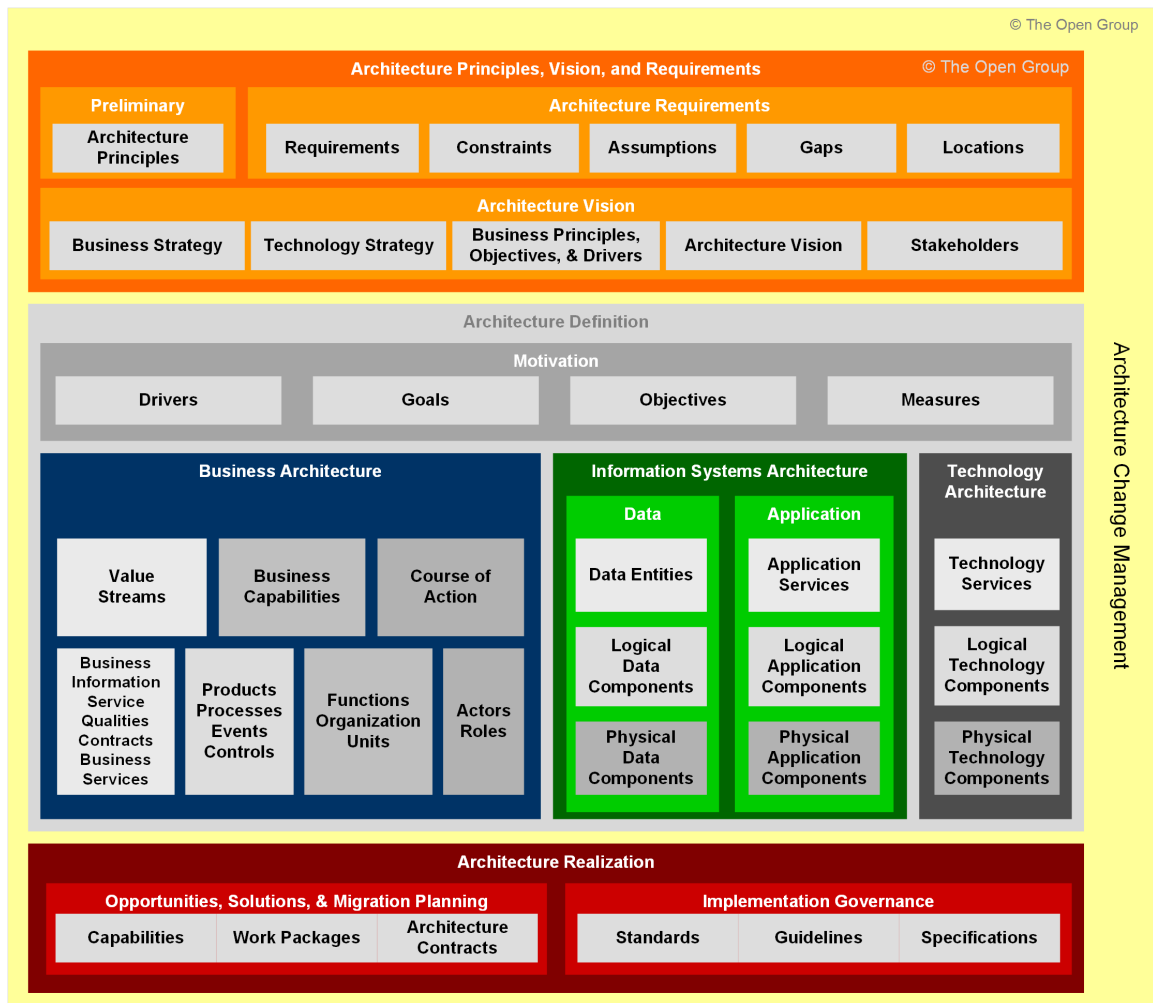 © The Open Group
Architecture Principles, Vision, and Requirements
© The Open Group
Preliminary
Architecture
Principles
Architecture Requirements
Requirements
Constraints
Assumptions
Gaps
Locations
Architecture Vision
Business Strategy
Technology Strategy
Business Principles,
Objectives, & Drivers
Architecture Vision
Stakeholders
Architecture Definition
Motivation
Drivers
Goals
Objectives
Measures
Business Architecture
Value
Streams
Business
Capabilities
Course of
Action
Business
Information
Service
Qualities
Contracts
Business
Services
Products
Processes
Events
Controls
Functions
Organization
Units
Actors
Roles
Information Systems Architecture
Data
Data Entities
Logical
Data
Components
Physical
Data
Components
Application
Application
Services
Logical
Application
Components
Physical
Application
Components
Technology
Architecture
Technology
Services
Logical
Technology
Components
Physical
Technology
Components
Architecture Realization
Opportunities, Solutions, & Migration Planning
Capabilities
Work Packages
Architecture
Contracts
Implementation Governance
Standards
Guidelines
Specifications
Architecture Change Management